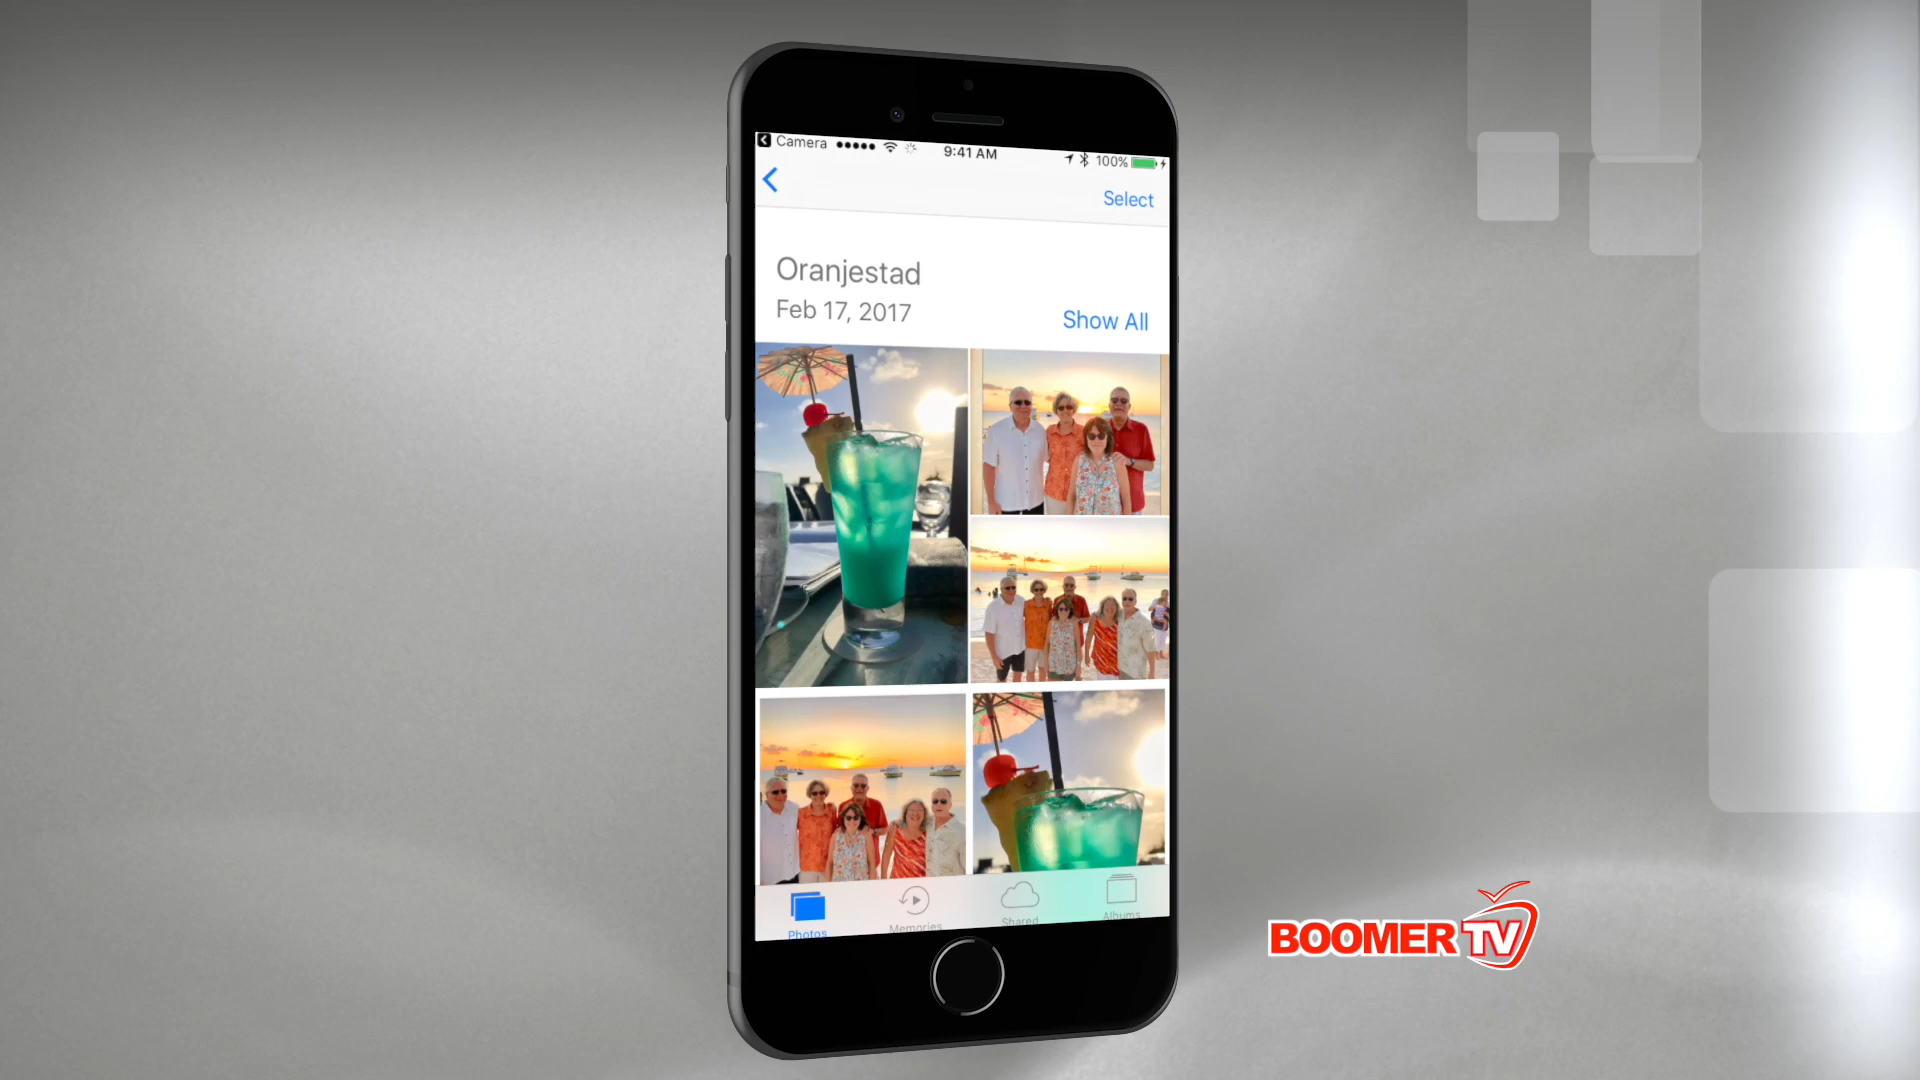 Camera 9:41 AM 100%
Select
Oranjestad
Feb 17, 2017
Show All
Photos Memories Shared Albums
BOOMER TV